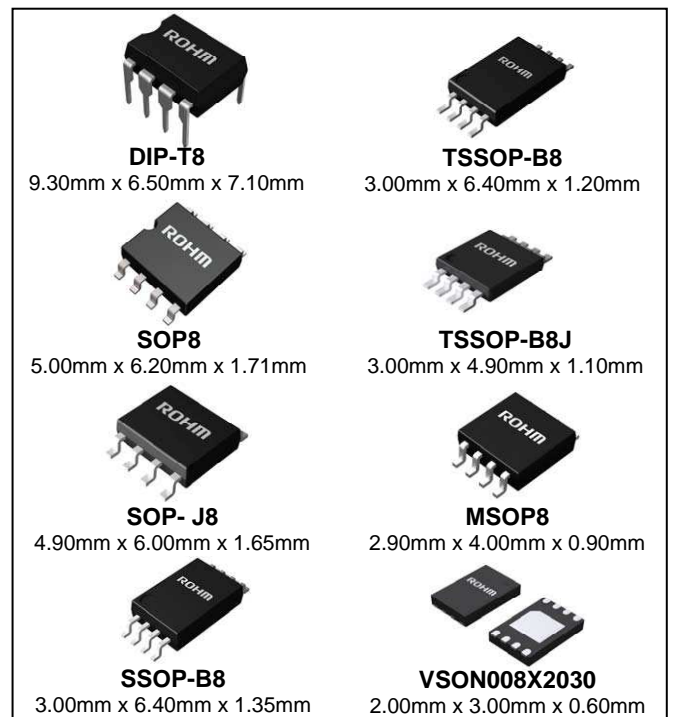 ROHM
DIP-T8
9.30mm x 6.50mm x 7.10mm
ROHM
TSSOP-B8
3.00mm x 6.40mm x 1.20mm
ROHM
SOP8
5.00mm x 6.20mm x 1.71mm
ROHM
TSSOP-B8J
3.00mm x 4.90mm x 1.10mm
ROHM
SOP- J8
4.90mm x 6.00mm x 1.65mm
ROHM
MSOP8
2.90mm x 4.00mm x 0.90mm
ROHM
SSOP-B8
3.00mm x 6.40mm x 1.35mm
ROHM
VSON008X2030
2.00mm x 3.00mm x 0.60mm